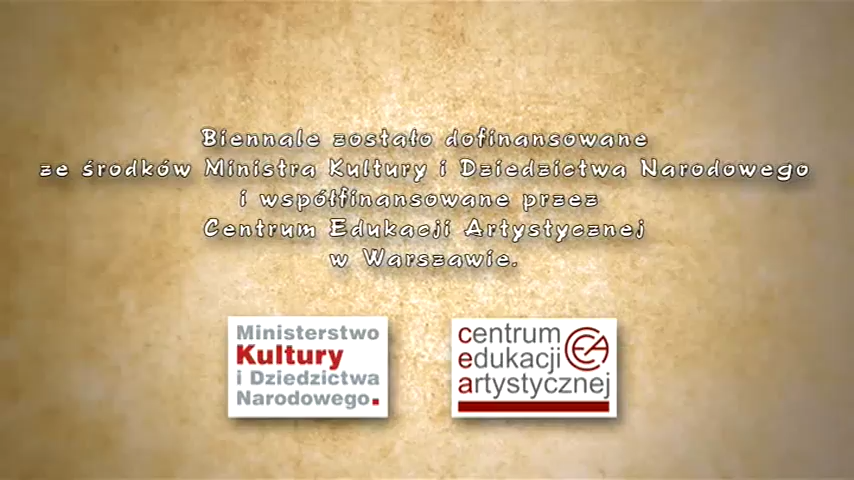 Biennale zostało dofinansowane
ze środków Ministra Kultury i Dziedzictwa Narodowego
i współfinansowane przez
Centrum Edukacji Artystycznej
w Warszawie.
Ministerstwo
Kultury
i Dziedzictwa
Narodowego.
centrum
edukacji
artystycznej
CEA